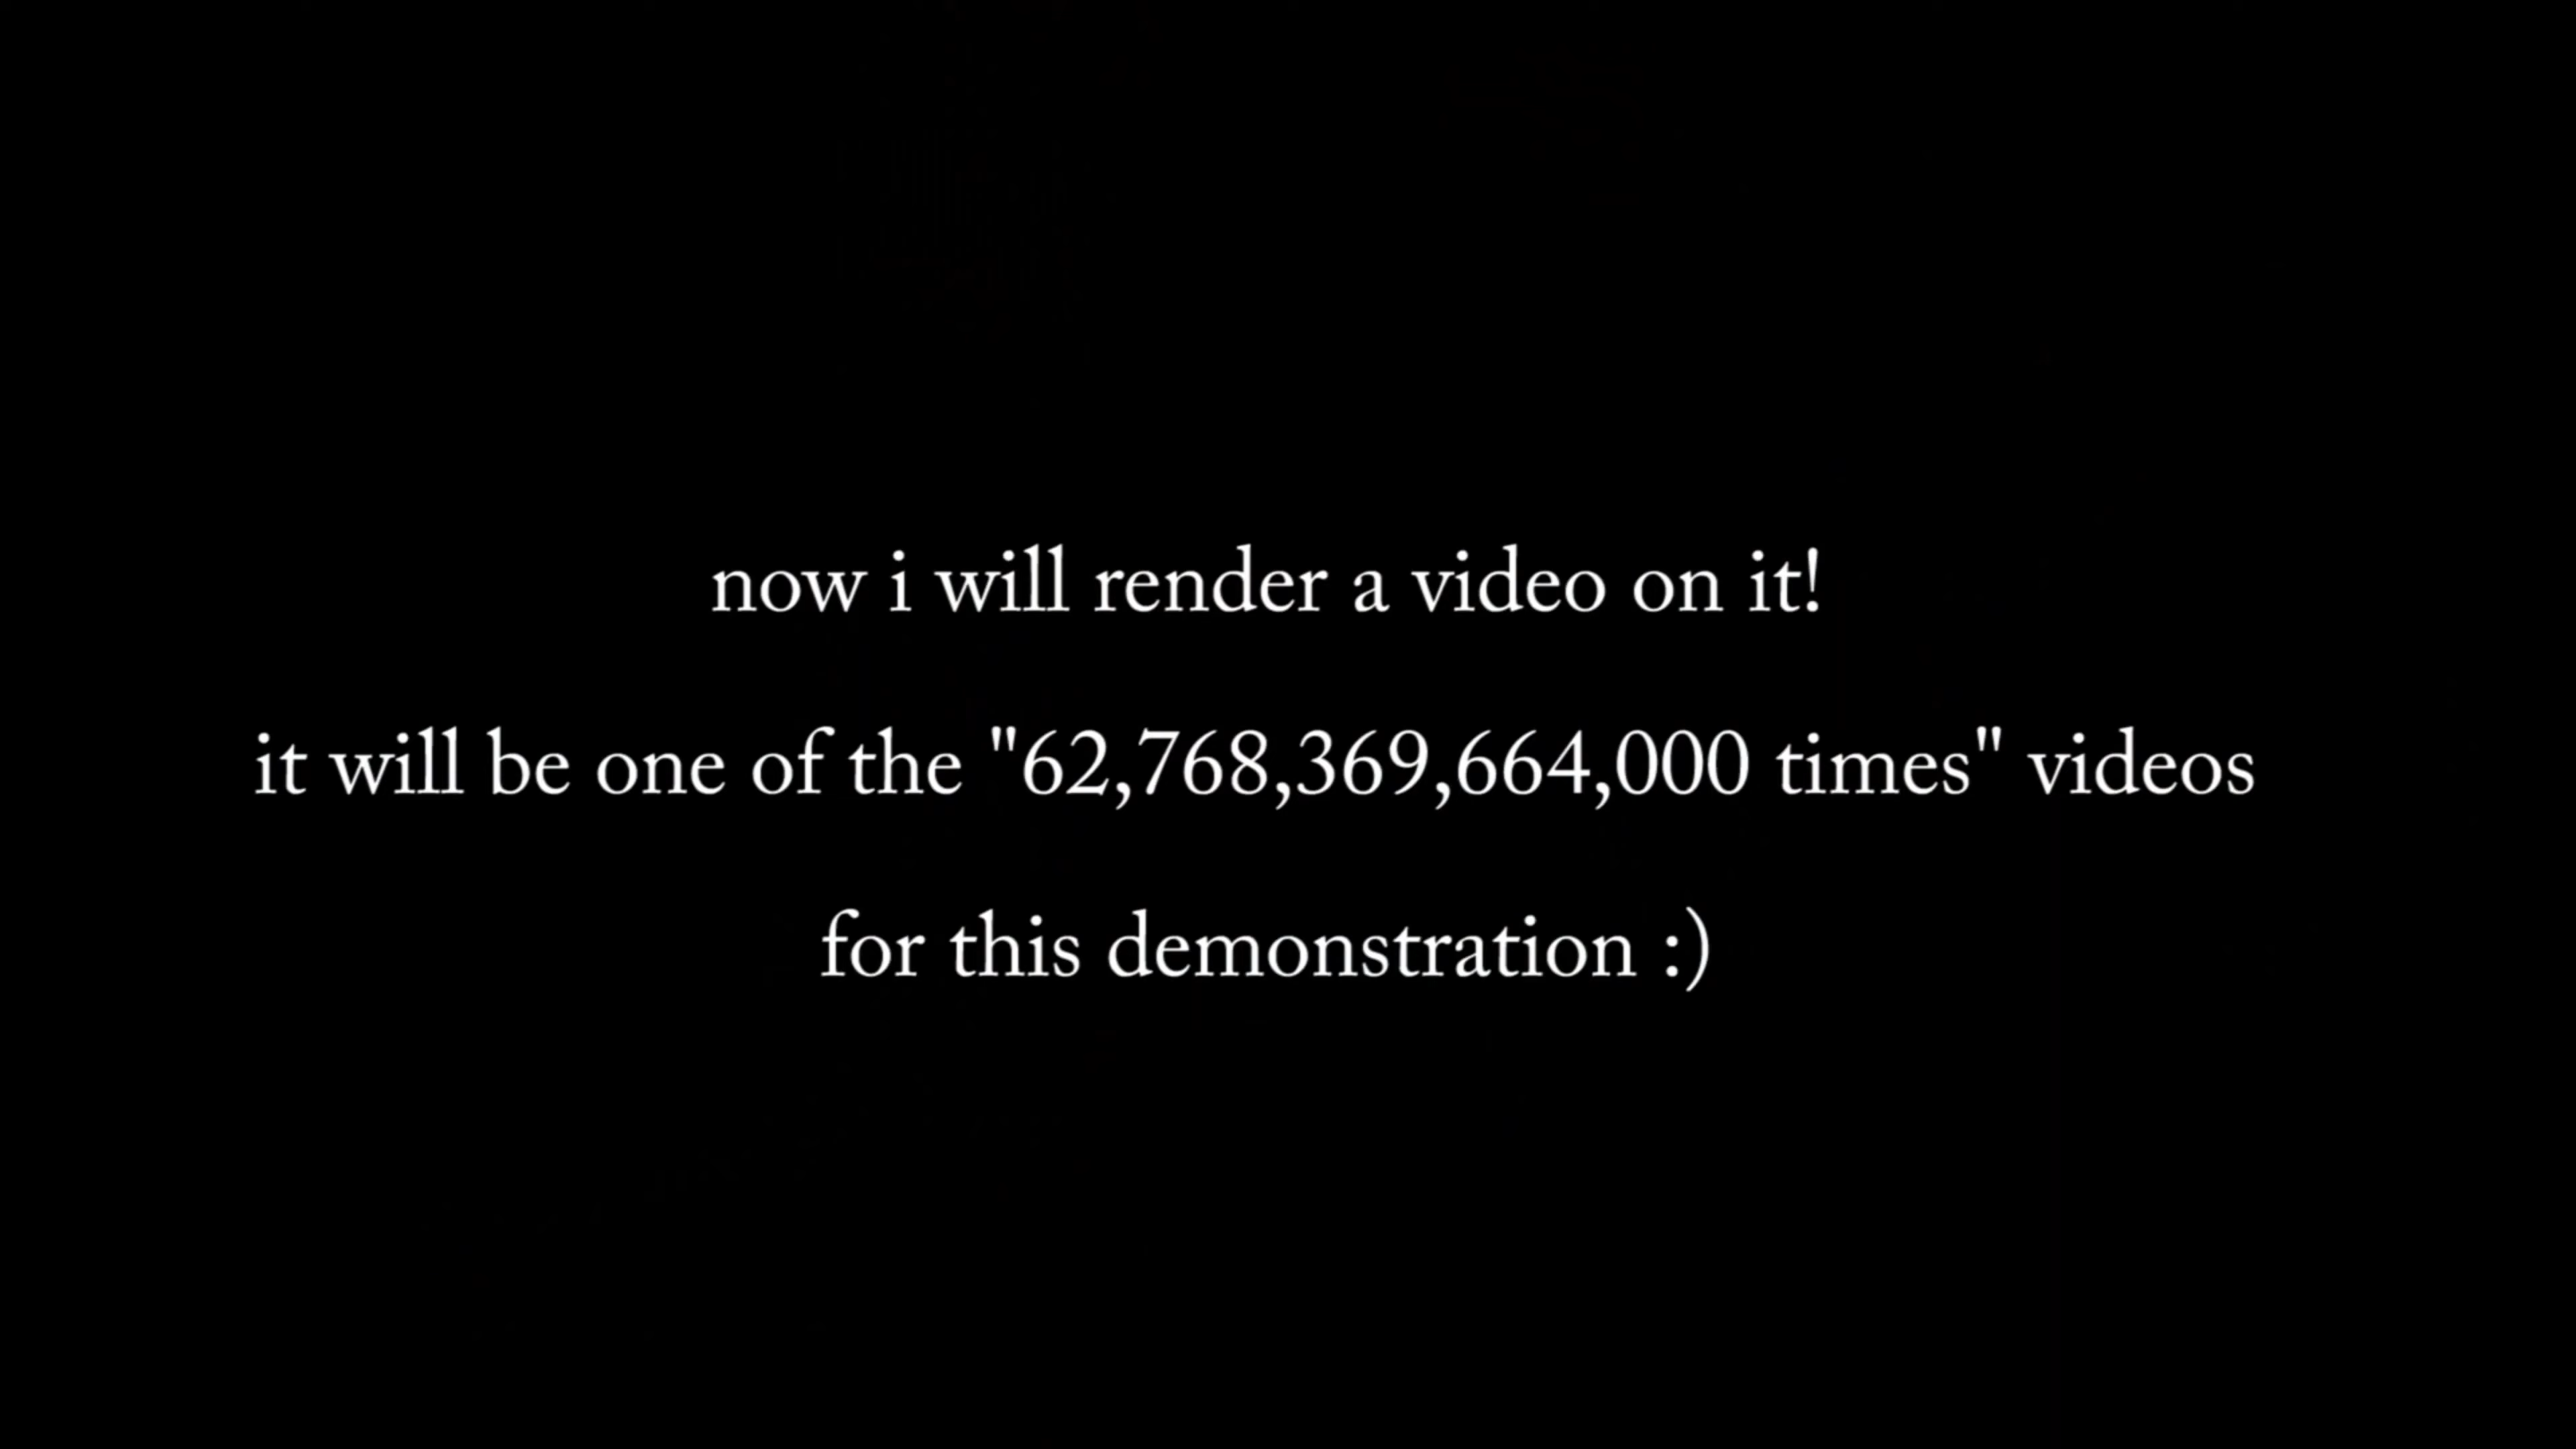 now i will render a video on it!
it will be one of the "62,768,369,664,000 times" videos
for this demonstration :)